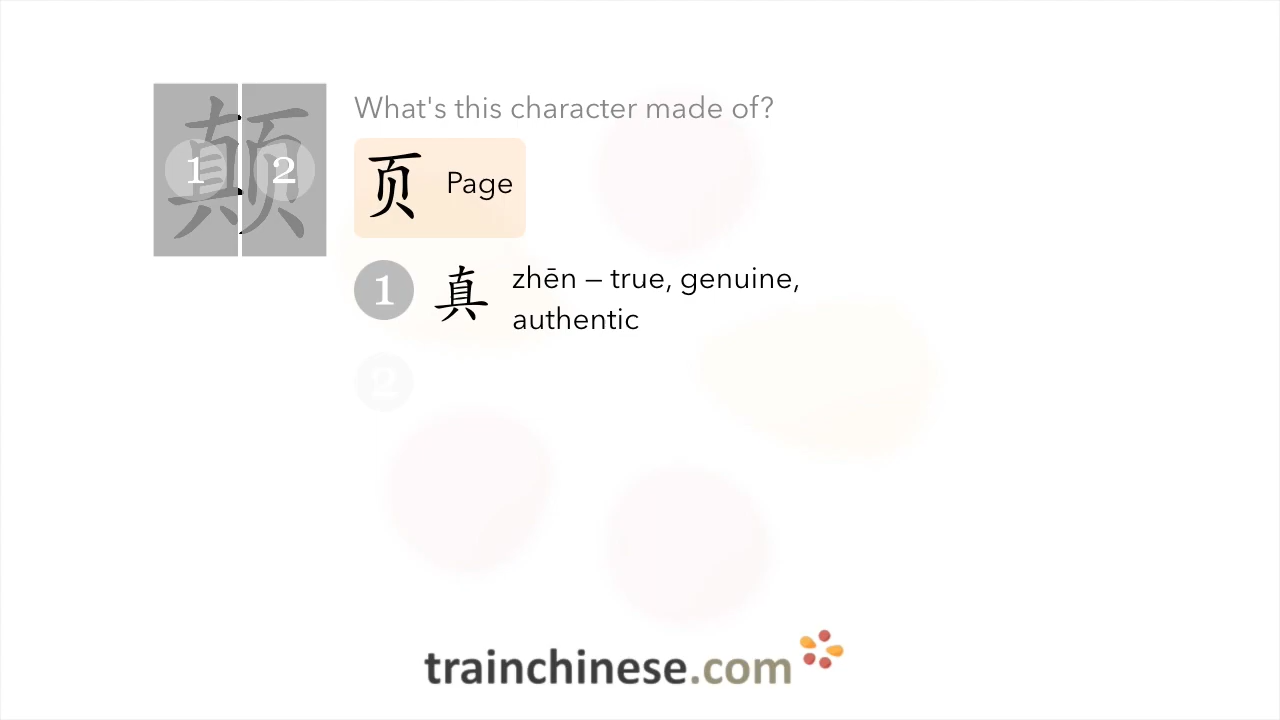 颠
1 2
What's this character made of?
页 Page
1 真 zhēn – true, genuine,
authentic
2
trainchinese.com